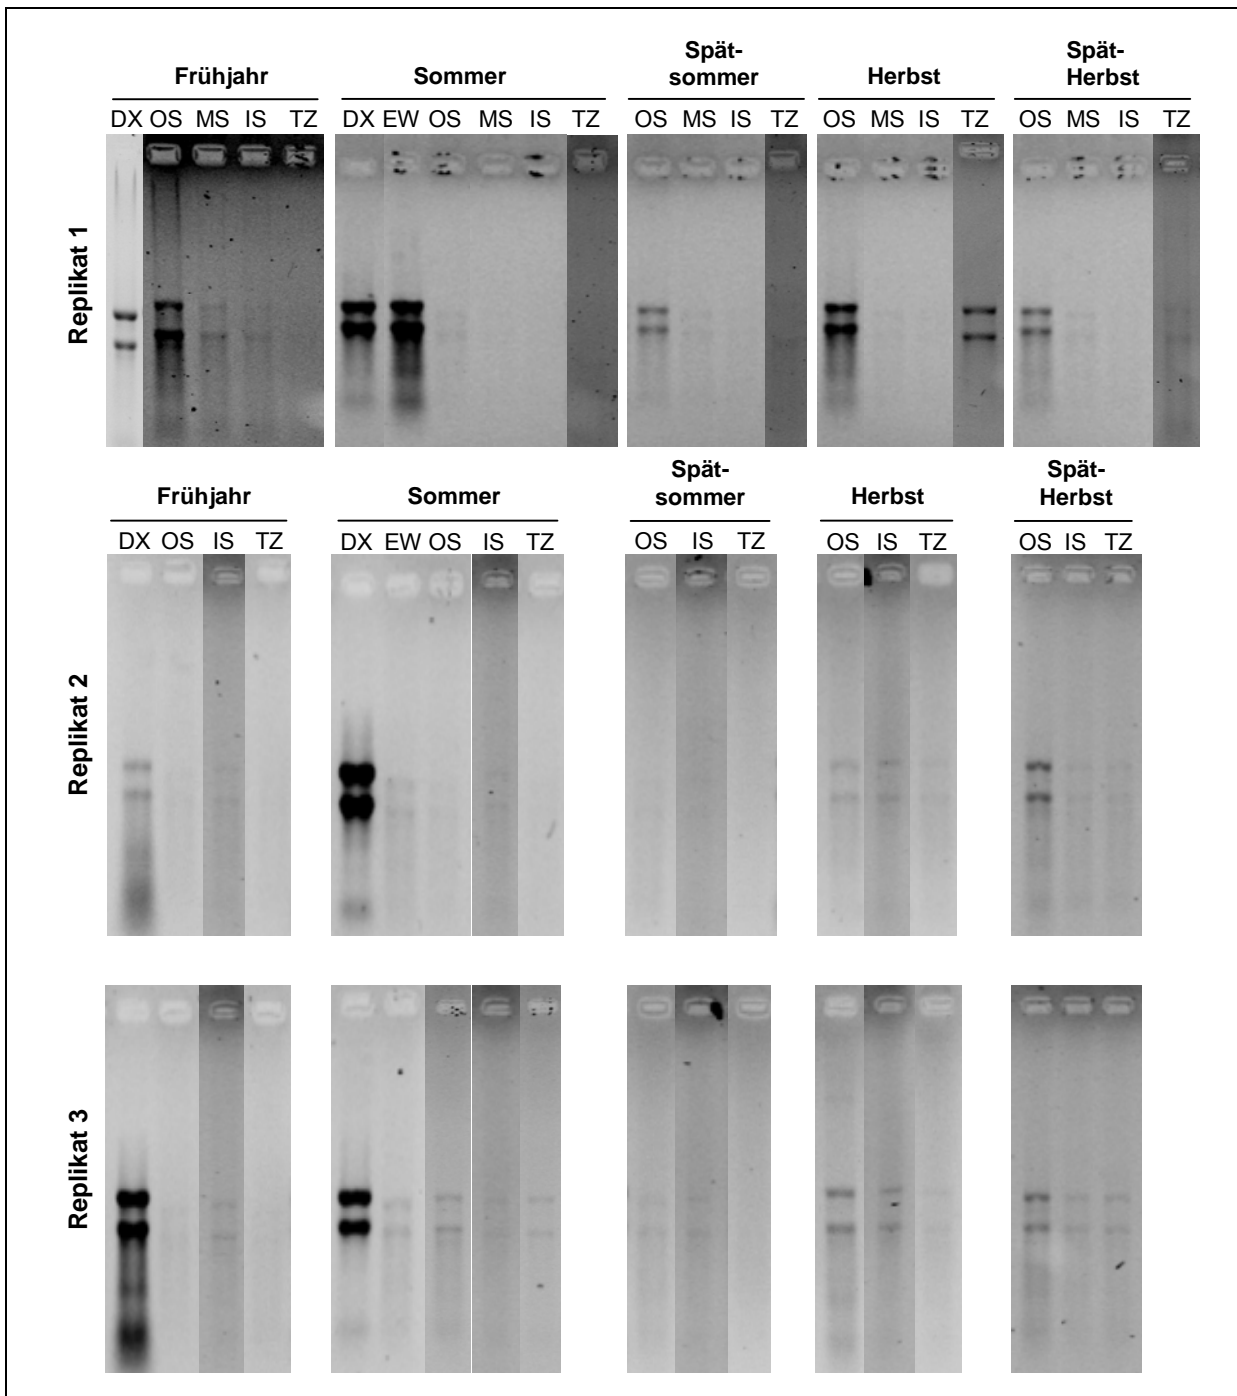 Frühjahr Sommer Spät-
sommer Herbst Spät-
Herbst
DX OS MS IS TZ DX EW OS MS IS TZ OS MS IS TZ OS MS IS TZ OS MS IS TZ
Replikat 1
Frühjahr Sommer Spät-
sommer Herbst Spät-
Herbst
DX OS IS TZ DX EW OS IS TZ OS IS TZ OS IS TZ OS IS TZ
Replikat 2
Replikat 3